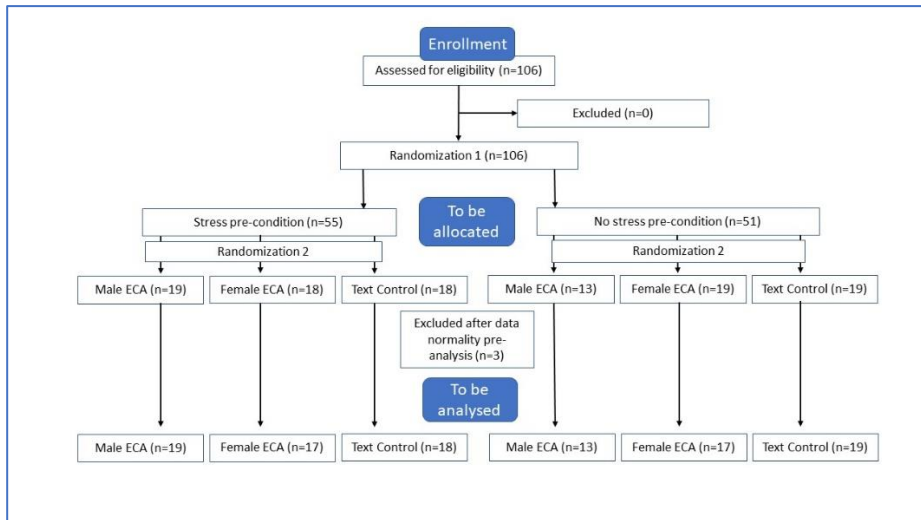 Enrollment
Assessed for eligibility (n=106)
Excluded (n=0)
Randomization 1 (n=106)
To be
allocated
Stress pre-condition (n=55)
No stress pre-condition (n=51)
Randomization 2
Randomization 2
Male ECA (n=19)
Female ECA (n=18)
Text Control (n=18)
Male ECA (n=13)
Female ECA (n=19)
Text Control (n=19)
Excluded after data
normality pre-
analysis (n=3)
To be
analysed
Male ECA (n=19)
Female ECA (n=17)
Text Control (n=18)
Male ECA (n=13)
Female ECA (n=17)
Text Control (n=19)